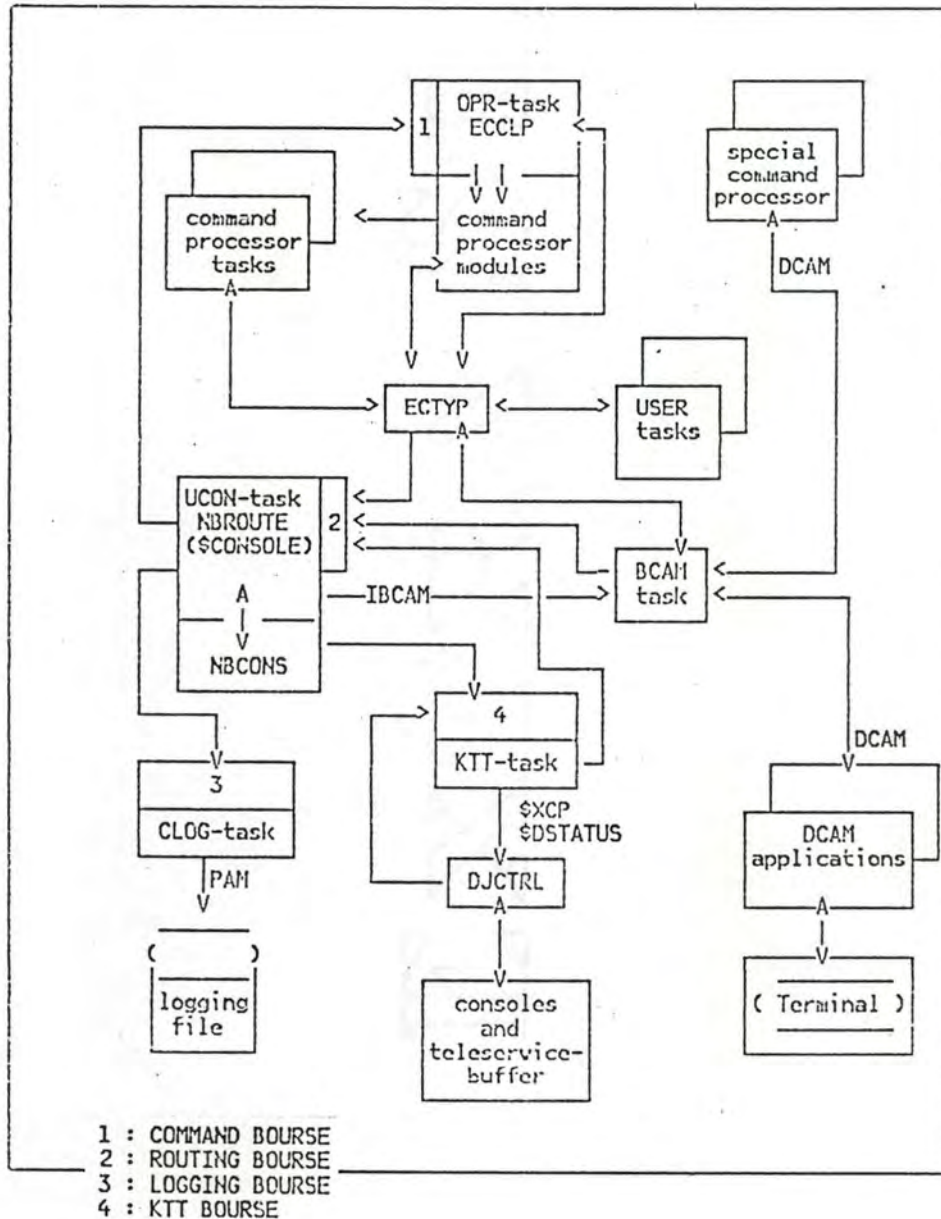 OPR-task
1 ECCLP
command
processor
modules
special
command
processor
command
processor
tasks
DCAM
ECTYP
USER
tasks
UCON-task
NBROUTE
($CONSOLE)
2
NBCONS
IBCAM
BCAM
task
4
KTT-task
DCAM
3
CLOG-task
$XCP
$DSTATUS
DCAM
applications
PAM
DJCTRL
logging
file
consoles
and
teleservice-
buffer
( Terminal )
1 : COMMAND BOURSE
2 : ROUTING BOURSE
3 : LOGGING BOURSE
4 : KTT BOURSE